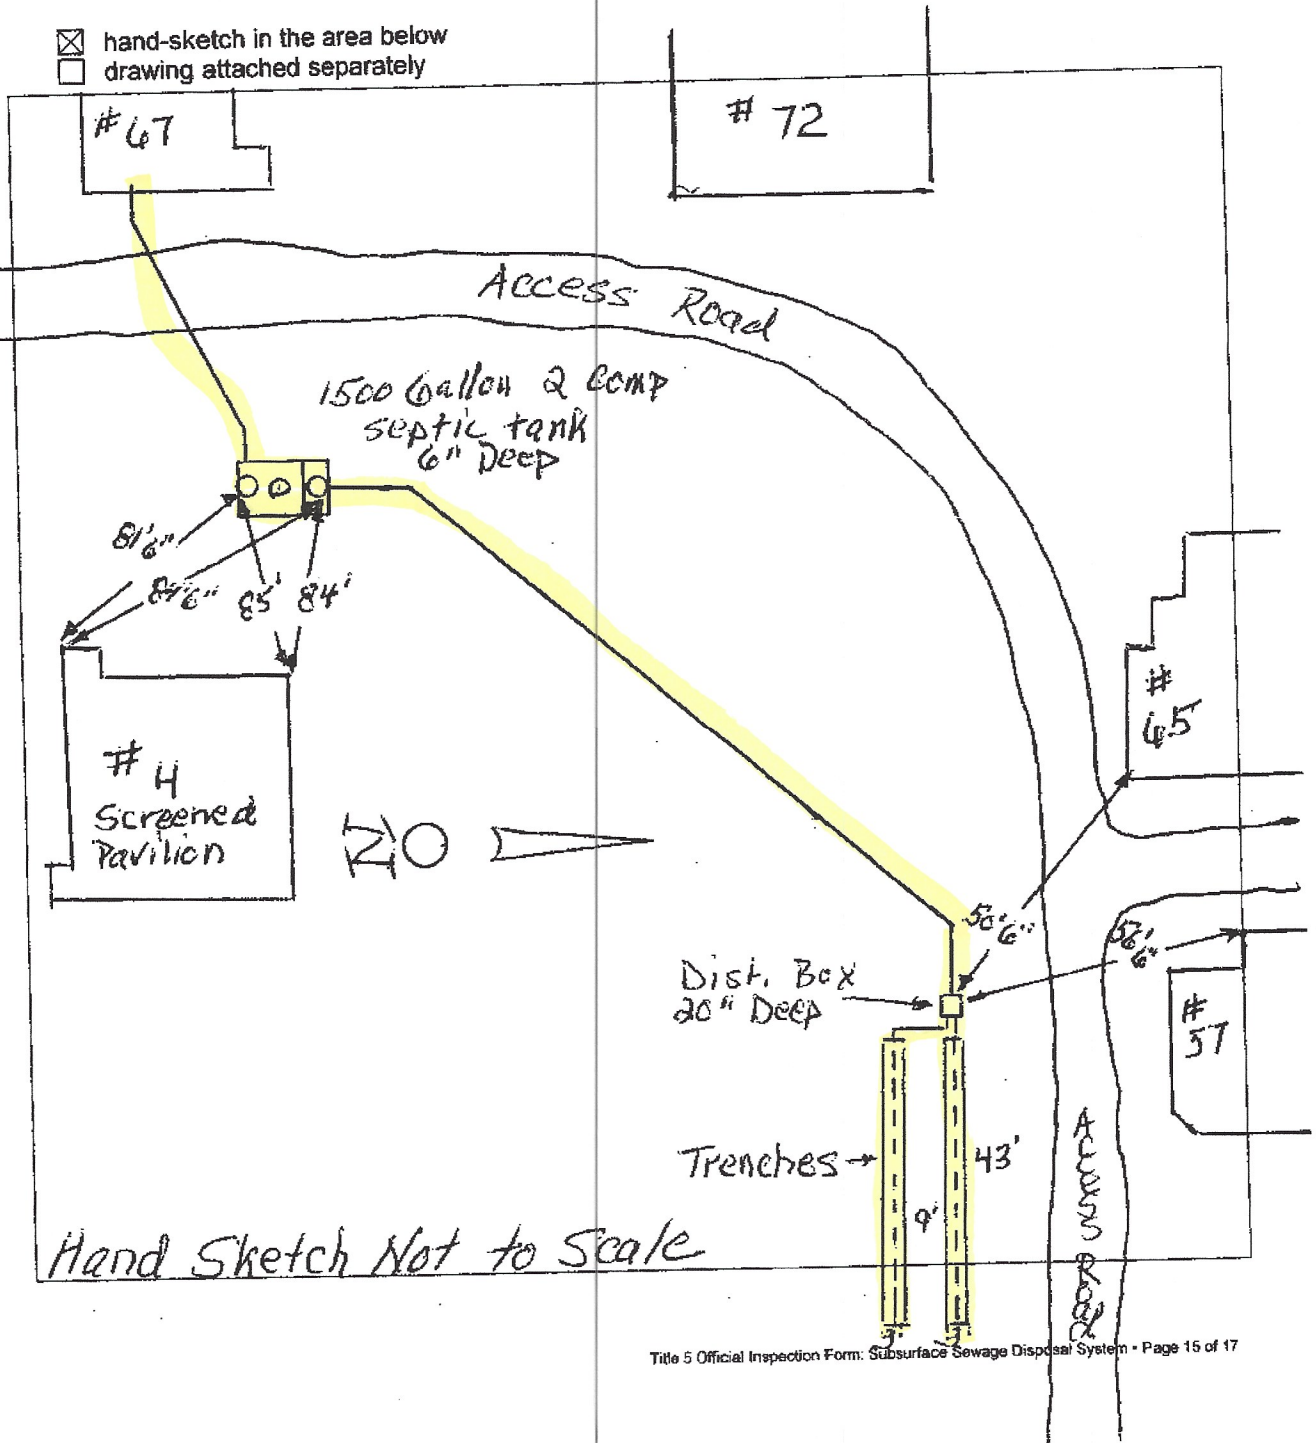 ☒ hand-sketch in the area below
☐ drawing attached separately
# 67
# 72
Access Road
1500 Gallon 2 Comp
septic tank
6" Deep
81'
6"
6"
85'
84'
# 4
Screened
Pavilion
NO
#
65
50'
6"
56'
6"
Dist. Box
20" Deep
#
57
Trenches
43'
9'
Access Road
Hand Sketch Not to Scale
3'
3'
Title 5 Official Inspection Form: Subsurface Sewage Disposal System • Page 15 of 17